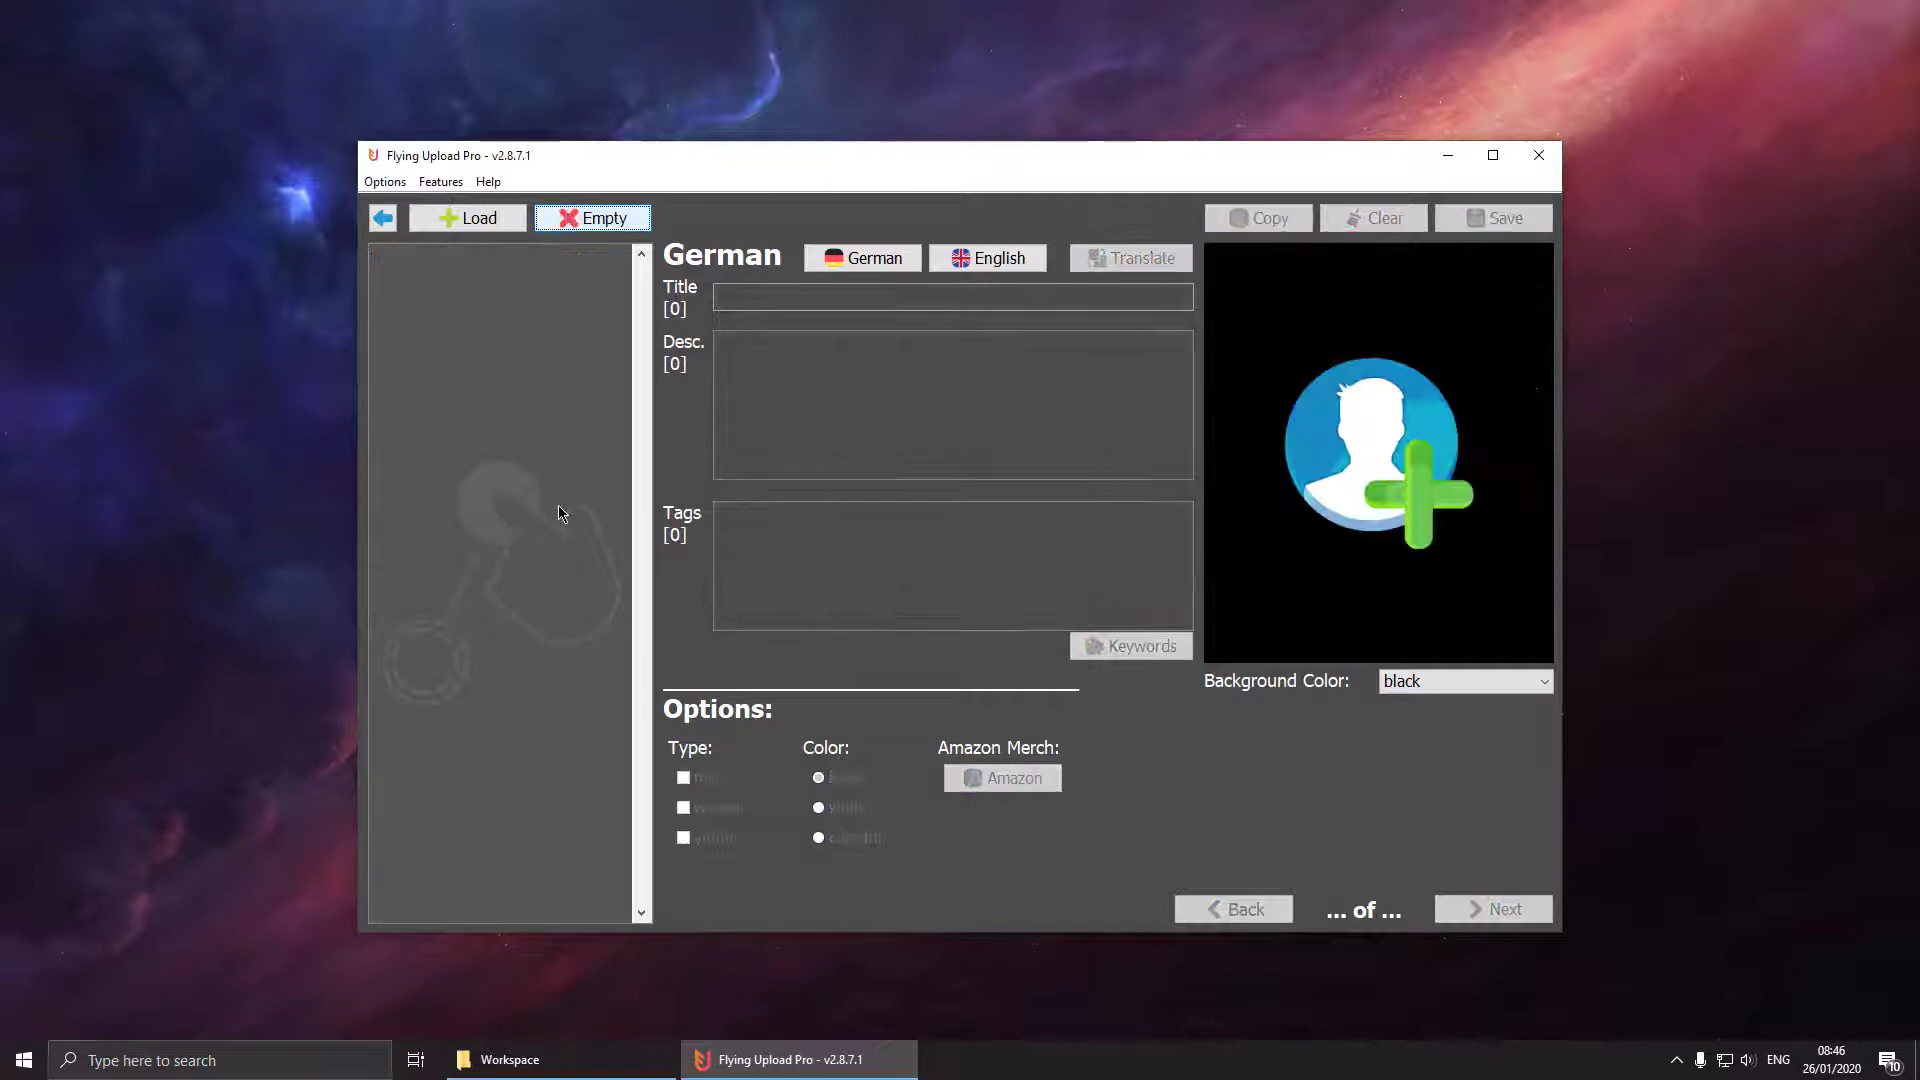 Flying Upload Pro - v2.8.7.1
Options Features Help
Load Empty Copy Clear Save
German German English Translate
Title
[0]
Desc.
[0]
Tags
[0]
Keywords
Background Color: black
Options:
Type: Color: Amazon Merch:
Amazon
Back ... of ... Next
Type here to search Workspace Flying Upload Pro - v2.8.7.1 ENG
08:46
26/01/2020
10